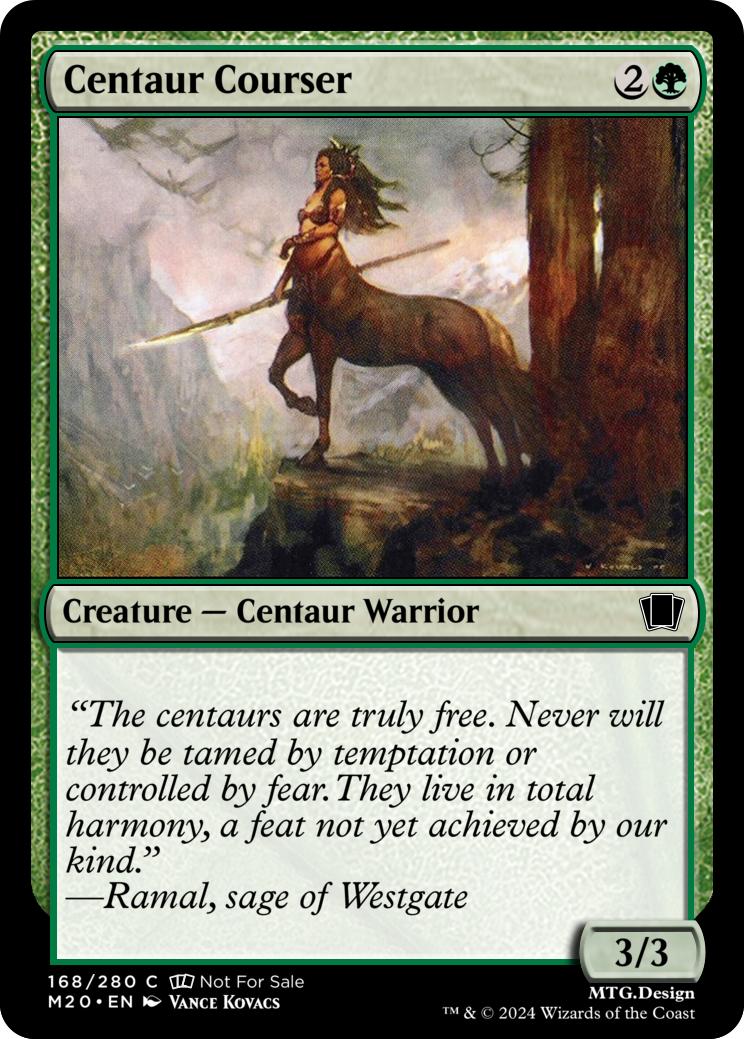 Centaur Courser
2
Creature — Centaur Warrior
“The centaurs are truly free. Never will
they be tamed by temptation or
controlled by fear. They live in total
harmony, a feat not yet achieved by our
kind.”
—Ramal, sage of Westgate
3/3
168/280 C Not For Sale
M20 • EN Vance Kovacs
MTG.Design
™ & © 2024 Wizards of the Coast